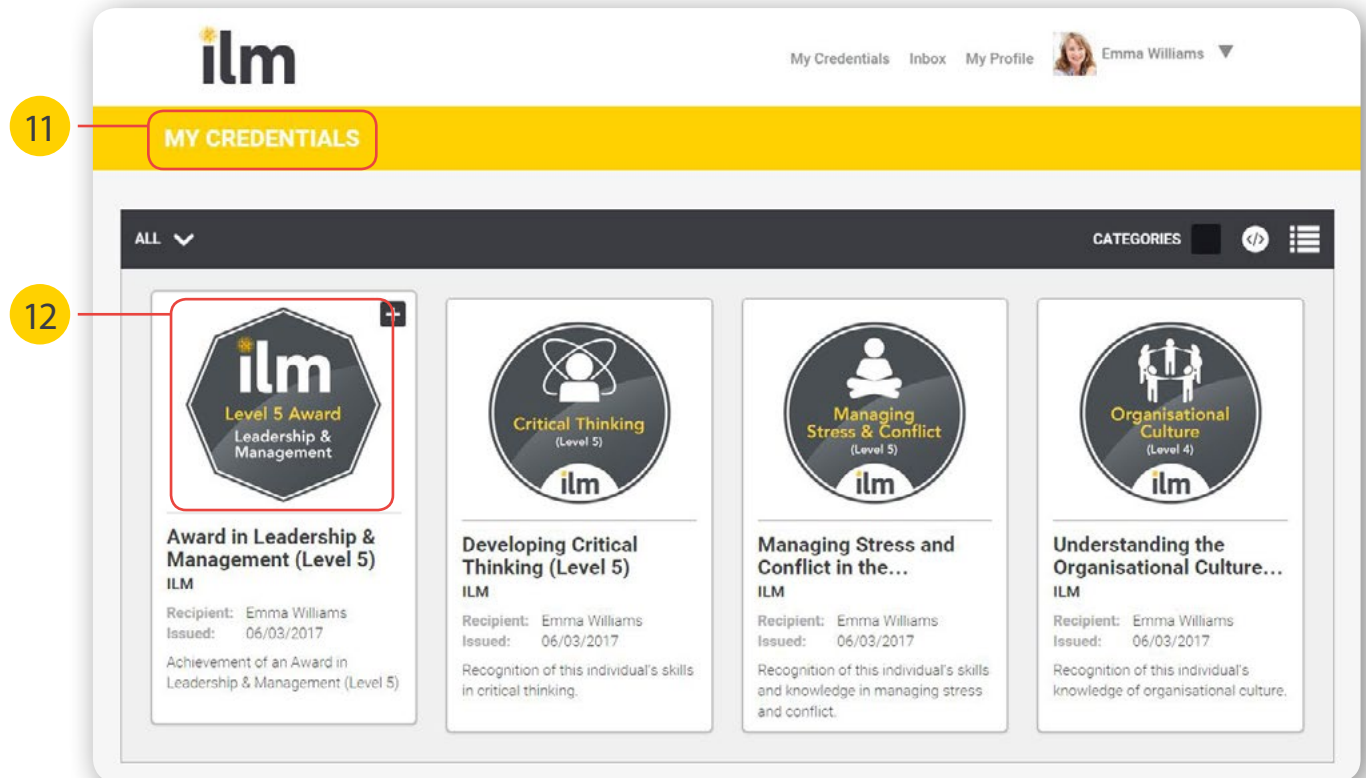 ilm
My Credentials Inbox My Profile Emma Williams ▼
11
MY CREDENTIALS
ALL
CATEGORIES </>
12
ilm
Level 5 Award
Leadership &
Management
Award in Leadership &
Management (Level 5)
ILM
Recipient: Emma Williams
Issued: 06/03/2017
Achievement of an Award in
Leadership & Management (Level 5)
Critical Thinking
(Level 5)
ilm
Developing Critical
Thinking (Level 5)
ILM
Recipient: Emma Williams
Issued: 06/03/2017
Recognition of this individual's skills
in critical thinking.
Managing
Stress & Conflict
(Level 5)
ilm
Managing Stress and
Conflict in the...
ILM
Recipient: Emma Williams
Issued: 06/03/2017
Recognition of this individual's skills
and knowledge in managing stress
and conflict.
Organisational
Culture
(Level 4)
ilm
Understanding the
Organisational Culture...
ILM
Recipient: Emma Williams
Issued: 06/03/2017
Recognition of this individual's
knowledge of organisational culture.